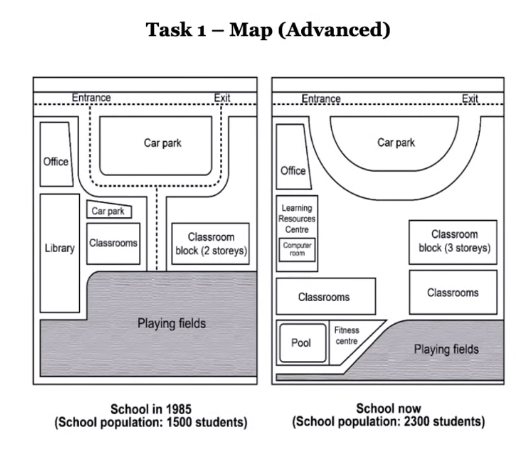 Task 1 – Map (Advanced)
Entrance
Exit
Car park
Office
Car park
Library
Classrooms
Classroom
block (2 storeys)
Playing fields
School in 1985
(School population: 1500 students)
Entrance
Exit
Car park
Office
Learning
Resources
Centre
Computer
room
Classroom
block (3 storeys)
Classrooms
Classrooms
Pool
Fitness
centre
Playing fields
School now
(School population: 2300 students)